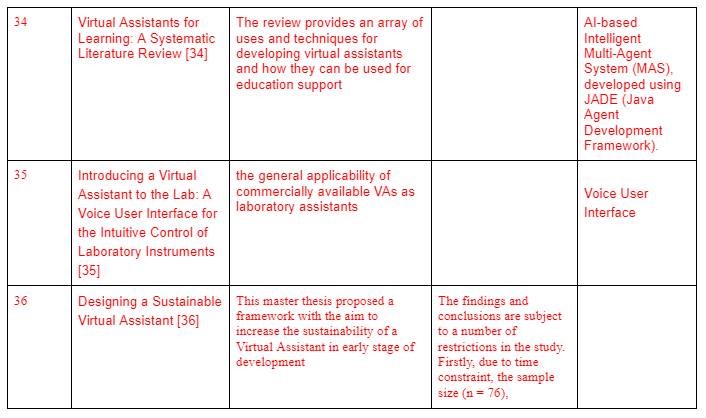 34
Virtual Assistants for
Learning: A Systematic
Literature Review [34]
The review provides an array of
uses and techniques for
developing virtual assistants
and how they can be used for
education support
AI-based
Intelligent
Multi-Agent
System (MAS),
developed using
JADE (Java
Agent
Development
Framework).
35
Introducing a Virtual
Assistant to the Lab: A
Voice User Interface for
the Intuitive Control of
Laboratory Instruments
[35]
the general applicability of
commercially available VAs as
laboratory assistants
Voice User
Interface
36
Designing a Sustainable
Virtual Assistant [36]
This master thesis proposed a
framework with the aim to
increase the sustainability of a
Virtual Assistant in early stage of
development
The findings and
conclusions are subject
to a number of
restrictions in the study.
Firstly, due to time
constraint, the sample
size (n = 76),